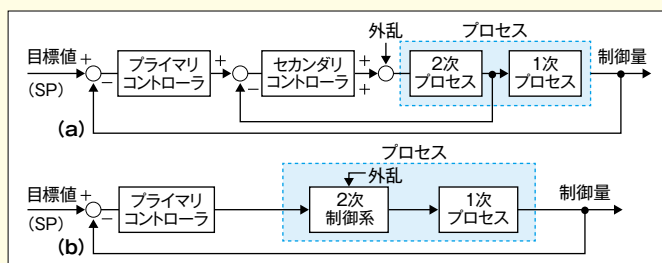 外乱
プロセス
目標値 +
(SP)
−
プライマリ
コントローラ
+
−
セカンダリ
コントローラ
+
+
2次
プロセス
1次
プロセス
制御量
(a)
プロセス
目標値 +
(SP)
−
プライマリ
コントローラ
外乱
2次
制御系
1次
プロセス
制御量
(b)